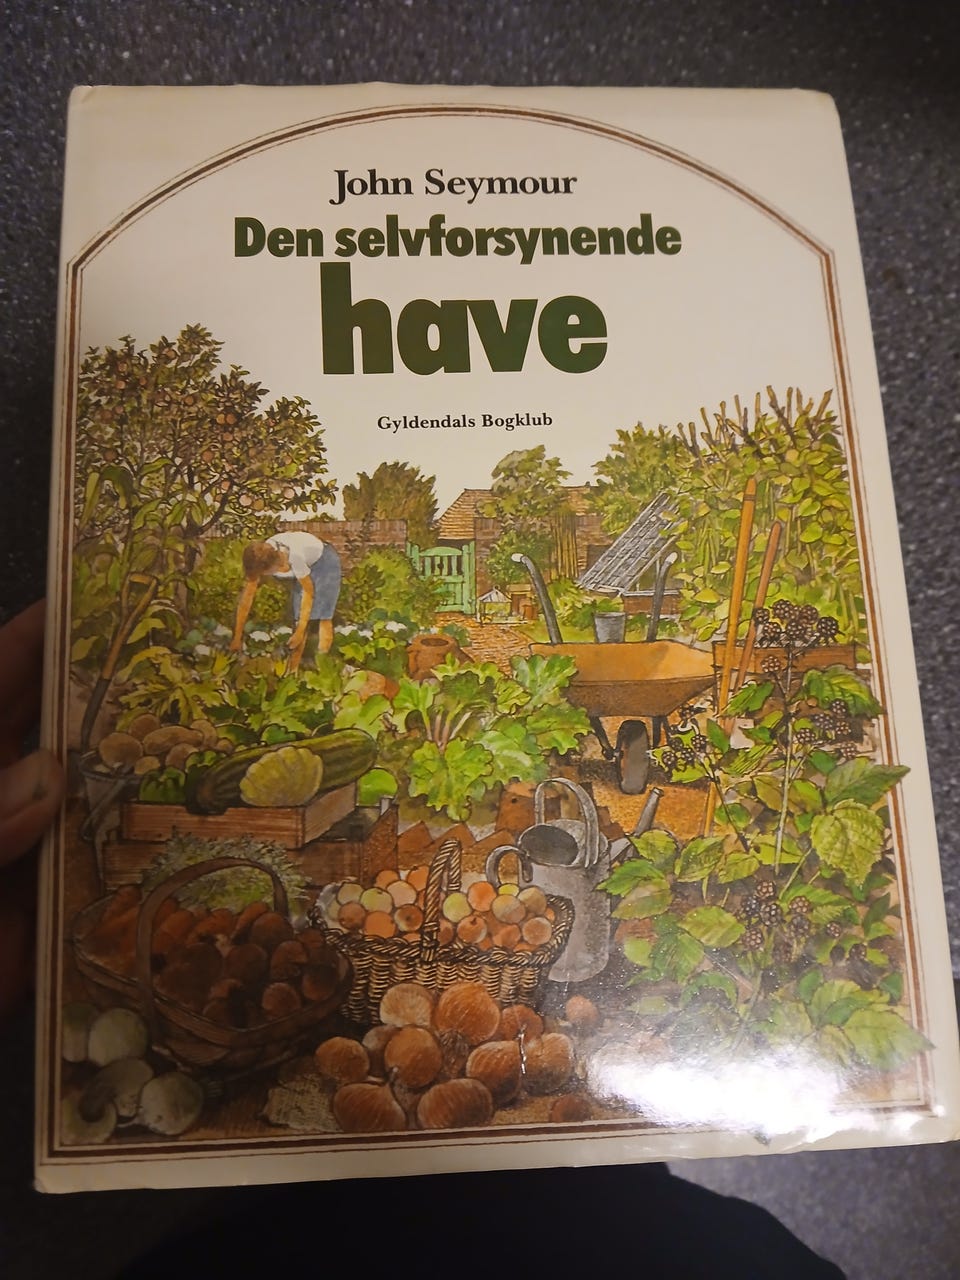 John Seymour
Den selvforsynende
have
Gyldendals Bogklub